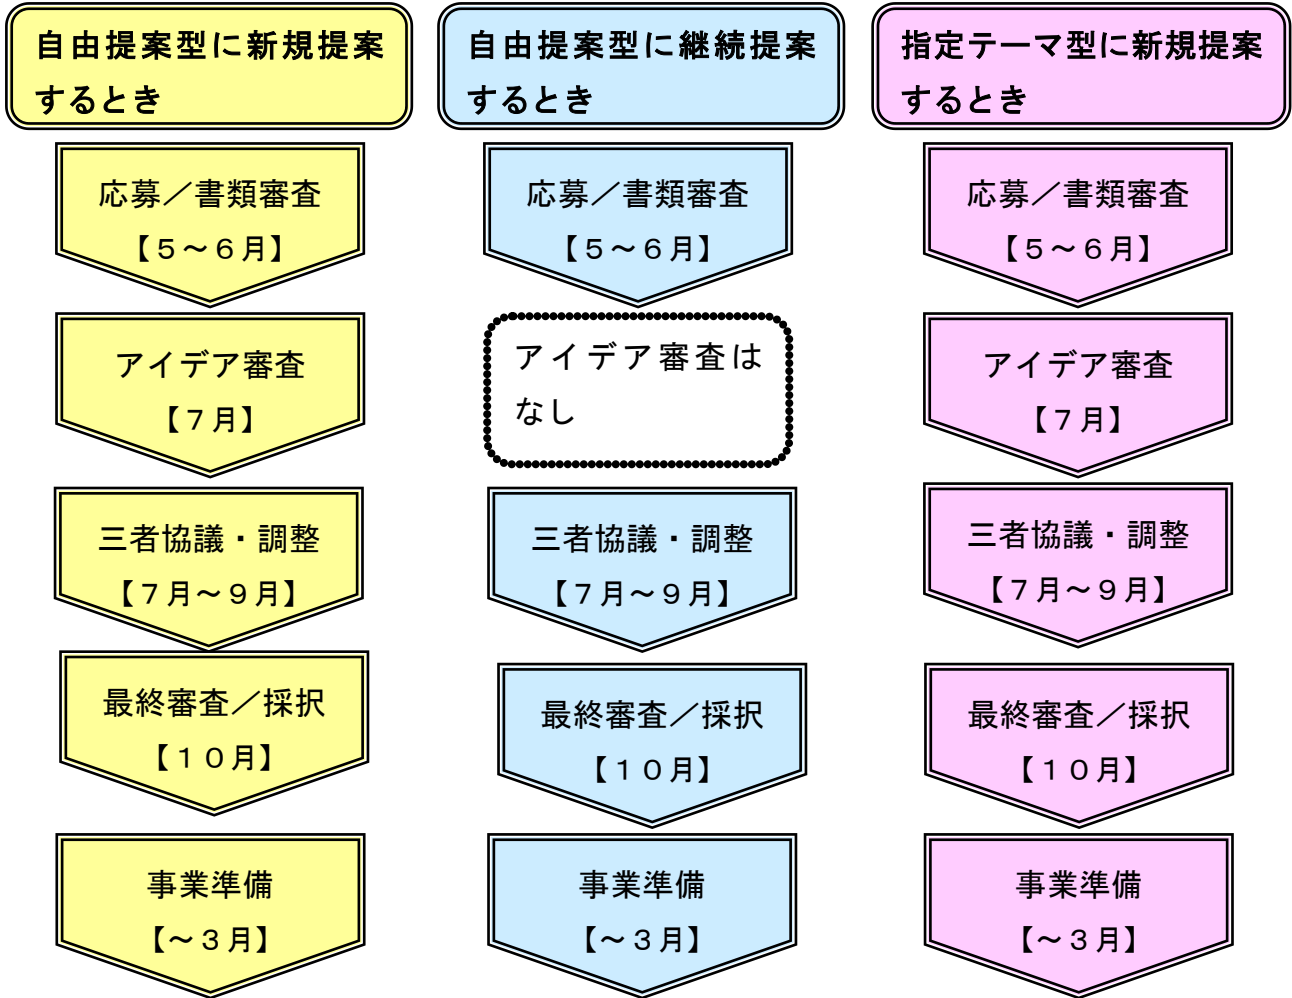 自由提案型に新規提案
するとき
応募／書類審査
【５～６月】
アイデア審査
【７月】
三者協議・調整
【７月～９月】
最終審査／採択
【１０月】
事業準備
【～３月】
自由提案型に継続提案
するとき
応募／書類審査
【５～６月】
アイデア審査は
なし
三者協議・調整
【７月～９月】
最終審査／採択
【１０月】
事業準備
【～３月】
指定テーマ型に新規提案
するとき
応募／書類審査
【５～６月】
アイデア審査
【７月】
三者協議・調整
【７月～９月】
最終審査／採択
【１０月】
事業準備
【～３月】